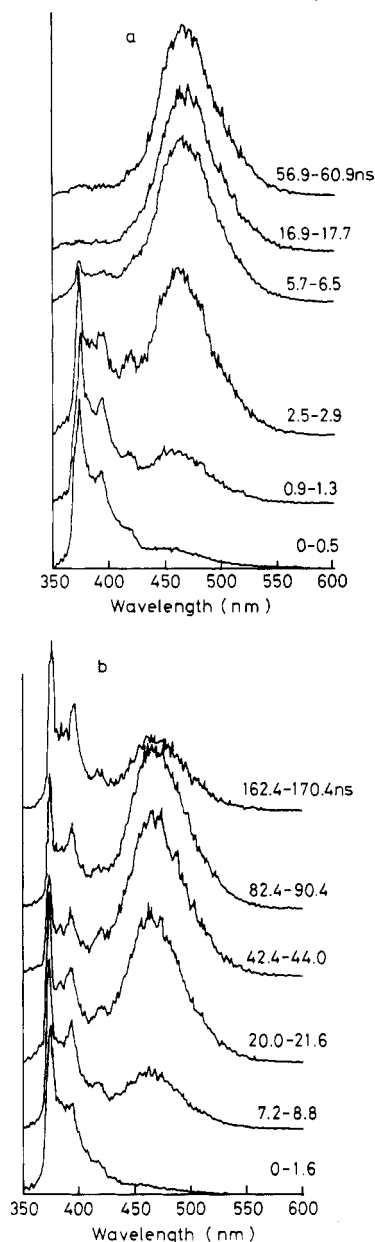 a
56.9-60.9ns
16.9-17.7
5.7-6.5
2.5-2.9
0.9-1.3
0-0.5
350 400 450 500 550 600
Wavelength (nm)
b
162.4-170.4ns
82.4-90.4
42.4-44.0
20.0-21.6
7.2-8.8
0-1.6
350 400 450 500 550 600
Wavelength (nm)